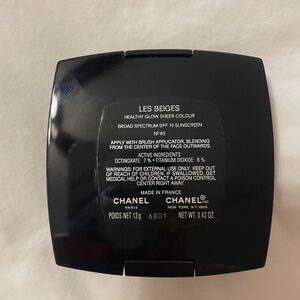 LES BEIGES
HEALTHY GLOW SHEER COLOUR
BROAD SPECTRUM SPF 15 SUNSCREEN
N°40
APPLY WITH BRUSH APPLICATOR, BLENDING
FROM THE CENTER OF THE FACE OUTWARDS.
ACTIVE INGREDIENTS:
OCTINOXATE: 7 % • TITANIUM DIOXIDE: 8 %.
WARNINGS: FOR EXTERNAL USE ONLY. KEEP OUT
OF REACH OF CHILDREN. IF SWALLOWED, GET
MEDICAL HELP OR CONTACT A POISON CONTROL
CENTER RIGHT AWAY.
MADE IN FRANCE
CHANEL CHANEL
PARIS NEW YORK, NY 10019
POIDS NET 12g 6801 NET WT. 0.42 OZ.